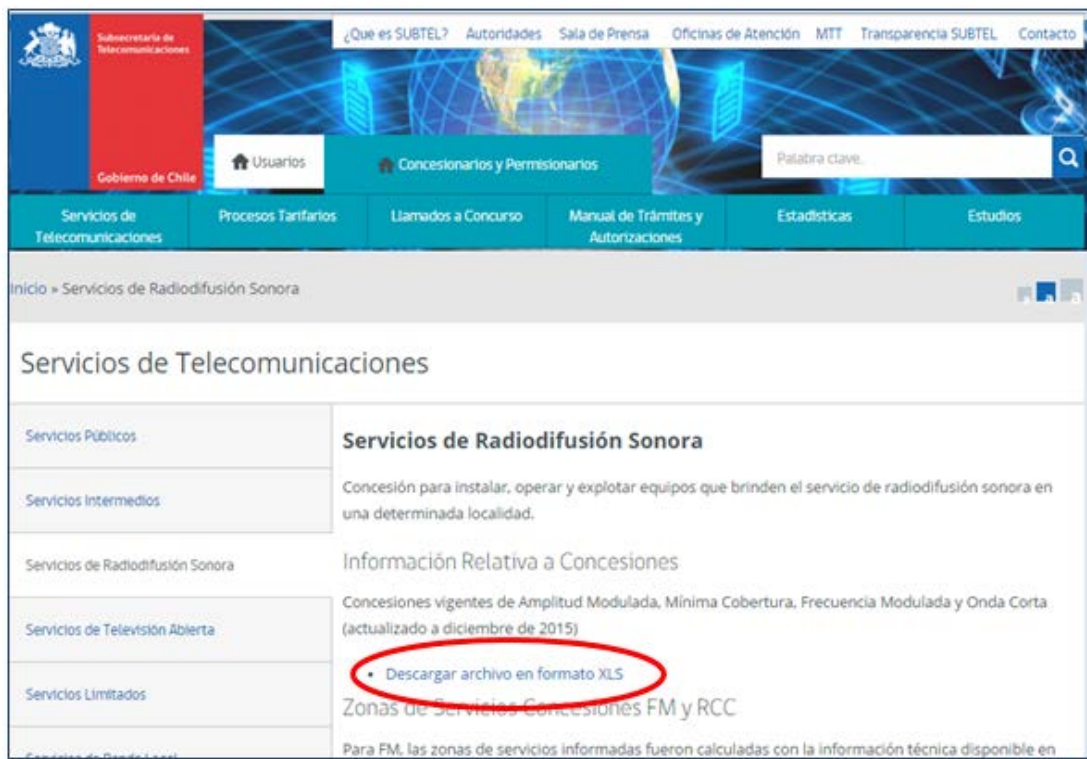 Subsecretaría de
Telecomunicaciones
Gobierno de Chile
¿Que es SUBTEL? Autoridades Sala de Prensa Oficinas de Atención MTT Transparencia SUBTEL Contacto
Usuarios
Concesionarios y Permisionarios
Palabra clave.
Servicios de
Telecomunicaciones
Procesos Tarifarios
Llamados a Concurso
Manual de Trámites y
Autorizaciones
Estadísticas
Estudios
Inicio » Servicios de Radiodifusión Sonora
a a a
Servicios de Telecomunicaciones
Servicios Públicos
Servicios Intermedios
Servicios de Radiodifusión Sonora
Servicios de Televisión Abierta
Servicios Limitados
Servicios de Radiodifusión Sonora
Concesión para instalar, operar y explotar equipos que brinden el servicio de radiodifusión sonora en
una determinada localidad.
Información Relativa a Concesiones
Concesiones vigentes de Amplitud Modulada, Mínima Cobertura, Frecuencia Modulada y Onda Corta
(actualizado a diciembre de 2015)
• Descargar archivo en formato XLS
Zonas de Servicios Concesiones FM y RCC
Para FM, las zonas de servicios informadas fueron calculadas con la información técnica disponible en